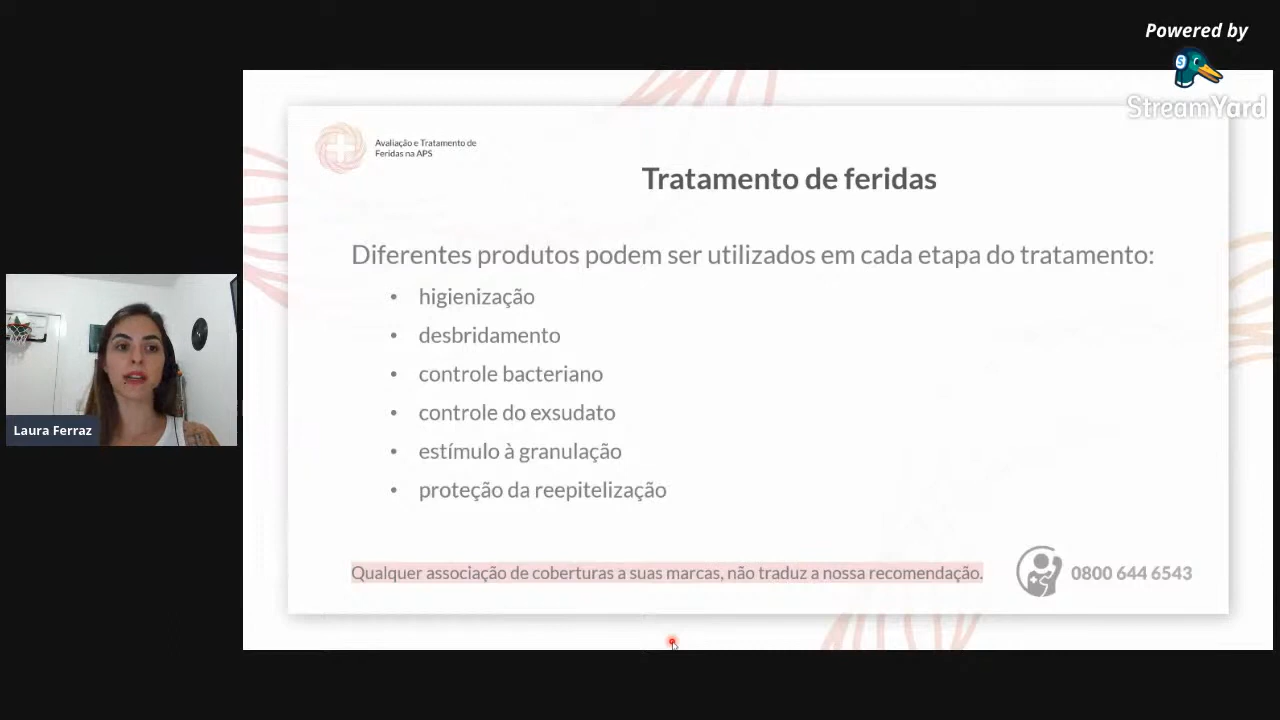 Powered by
StreamYard
Avaliação e Tratamento de
Feridas na APS
Tratamento de feridas
Diferentes produtos podem ser utilizados em cada etapa do tratamento:
• higienização
• desbridamento
• controle bacteriano
• controle do exsudato
• estímulo à granulação
• proteção da reepitelização
Laura Ferraz
Qualquer associação de coberturas a suas marcas, não traduz a nossa recomendação.
0800 644 6543